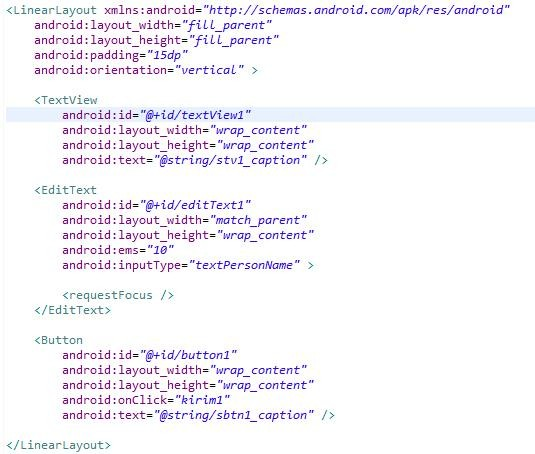 <LinearLayout xmlns:android="http://schemas.android.com/apk/res/android"
    android:layout_width="fill_parent"
    android:layout_height="fill_parent"
    android:padding="15dp"
    android:orientation="vertical" >

    <TextView
        android:id="@+id/textView1"
        android:layout_width="wrap_content"
        android:layout_height="wrap_content"
        android:text="@string/stv1_caption" />

    <EditText
        android:id="@+id/editText1"
        android:layout_width="match_parent"
        android:layout_height="wrap_content"
        android:ems="10"
        android:inputType="textPersonName" >

        <requestFocus />
    </EditText>

    <Button
        android:id="@+id/button1"
        android:layout_width="wrap_content"
        android:layout_height="wrap_content"
        android:onClick="kirim1"
        android:text="@string/sbtn1_caption" />

</LinearLayout>